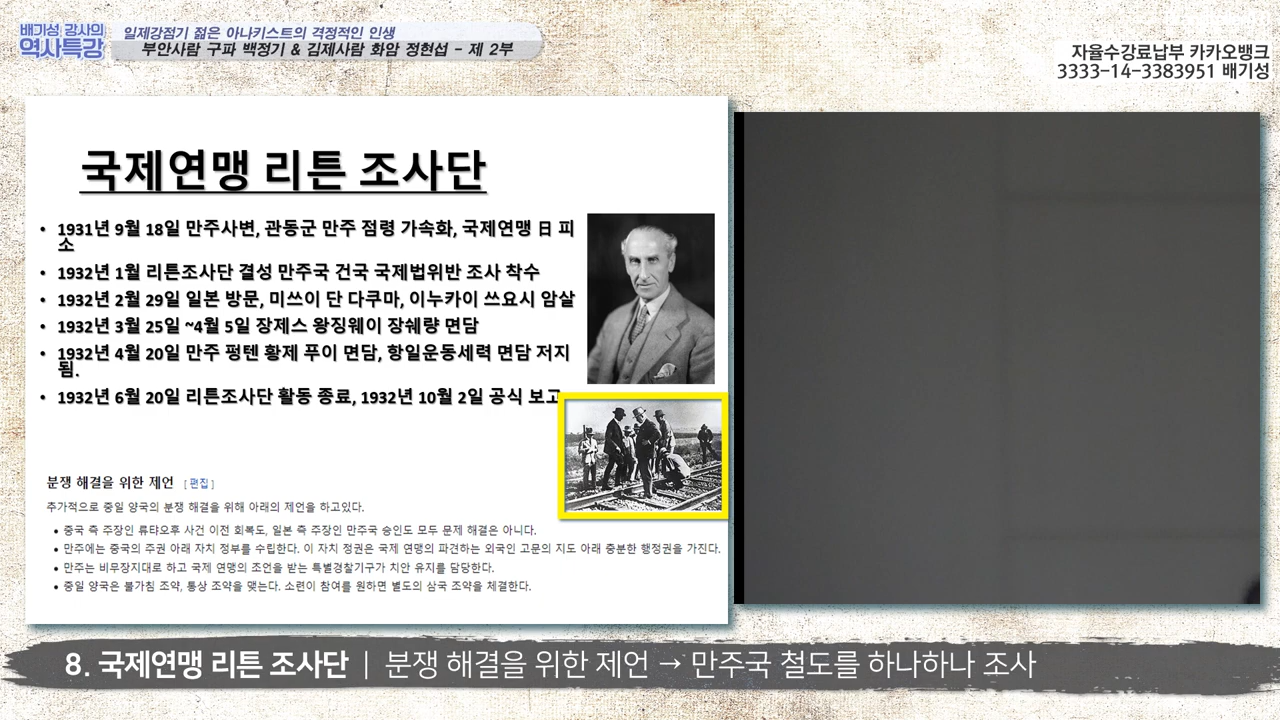 배기성 강사의
역사특강
일제강점기 젊은 아나키스트의 격정적인 인생
부안사람 구파 백정기 & 김제사람 화암 정현섭 - 제 2부
자율수강료납부 카카오뱅크
3333-14-3383951 배기성
국제연맹 리튼 조사단
• 1931년 9월 18일 만주사변, 관동군 만주 점령 가속화, 국제연맹 日 피
소
• 1932년 1월 리튼조사단 결성 만주국 건국 국제법위반 조사 착수
• 1932년 2월 29일 일본 방문, 미쓰이 단 다쿠마, 이누카이 쓰요시 암살
• 1932년 3월 25일 ~4월 5일 장제스 왕징웨이 장쉐량 면담
• 1932년 4월 20일 만주 펑텐 황제 푸이 면담, 항일운동세력 면담 저지
됨.
• 1932년 6월 20일 리튼조사단 활동 종료, 1932년 10월 2일 공식 보고
분쟁 해결을 위한 제언 [ 편집 ]
추가적으로 중일 양국의 분쟁 해결을 위해 아래의 제언을 하고있다.
• 중국 측 주장인 류탸오후 사건 이전 회복도, 일본 측 주장인 만주국 승인도 모두 문제 해결은 아니다.
• 만주에는 중국의 주권 아래 자치 정부를 수립한다. 이 자치 정권은 국제 연맹의 파견하는 외국인 고문의 지도 아래 충분한 행정권을 가진다.
• 만주는 비무장지대로 하고 국제 연맹의 조언을 받는 특별경찰기구가 치안 유지를 담당한다.
• 중일 양국은 불가침 조약, 통상 조약을 맺는다. 소련이 참여를 원하면 별도의 삼국 조약을 체결한다.
8. 국제연맹 리튼 조사단 | 분쟁 해결을 위한 제언 → 만주국 철도를 하나하나 조사